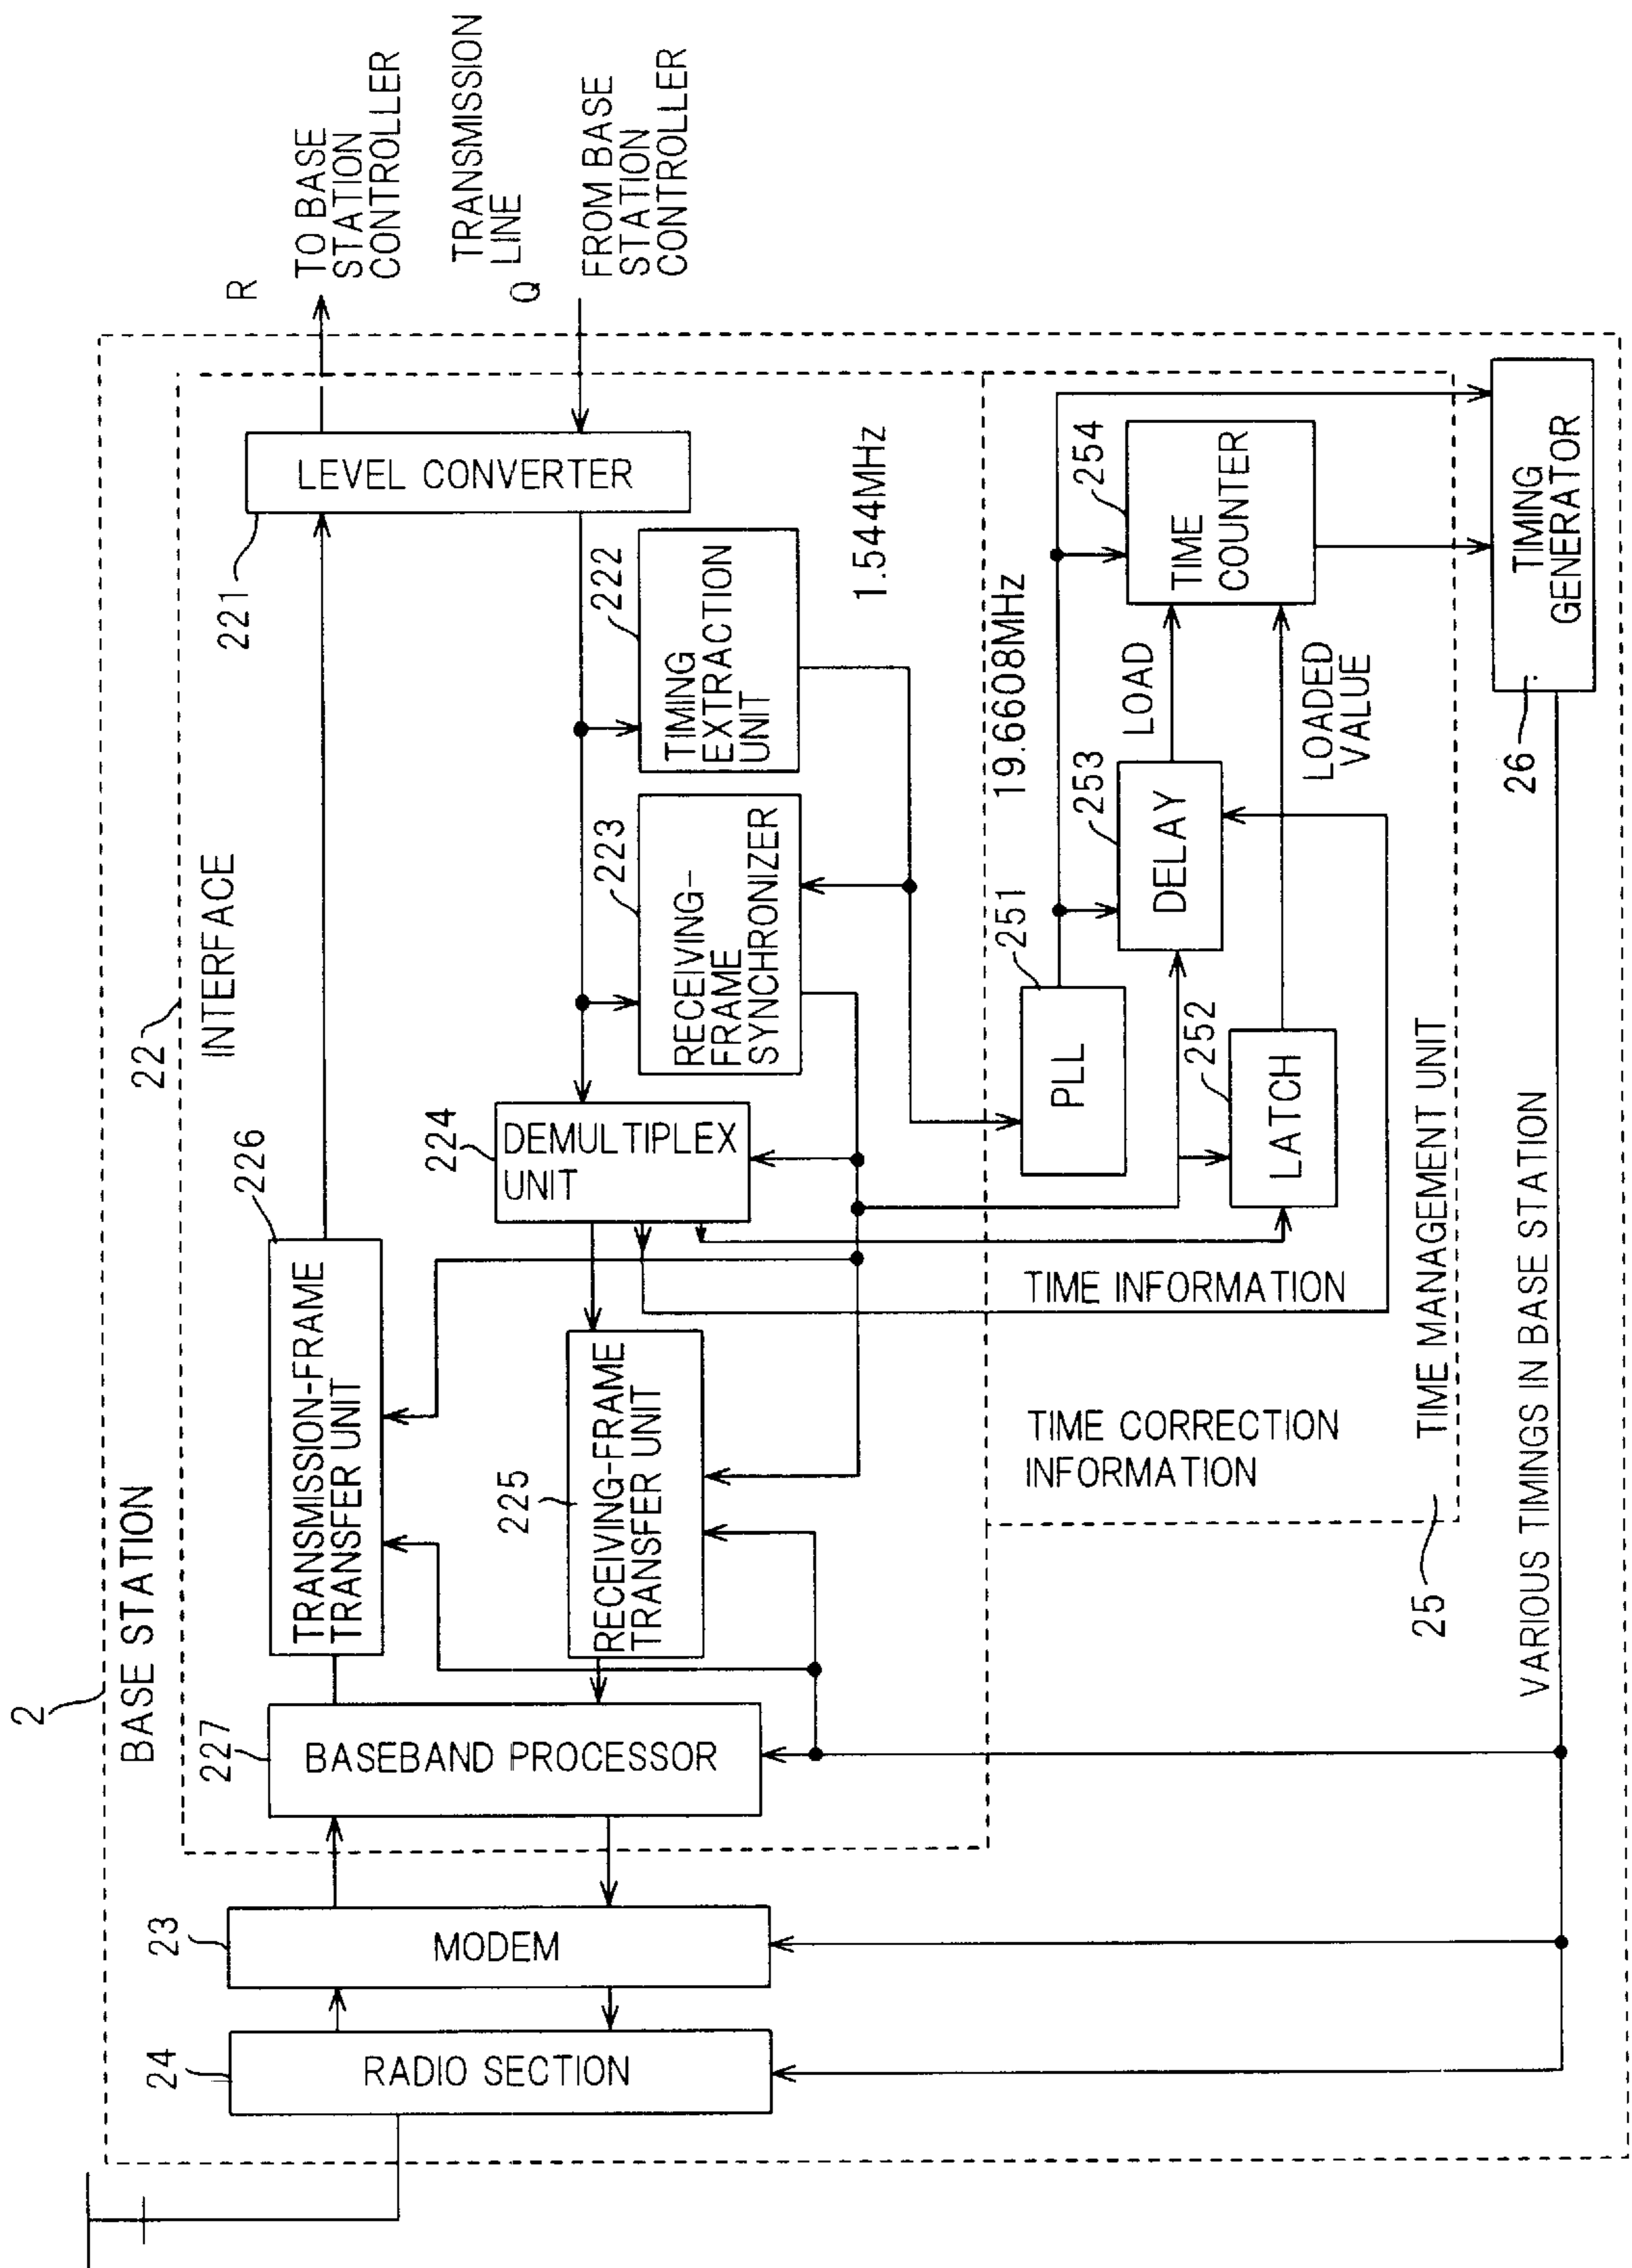 2
BASE STATION
22
INTERFACE
24
RADIO SECTION
23
MODEM
227
BASEBAND PROCESSOR
226
TRANSMISSION-FRAME
TRANSFER UNIT
225
RECEIVING-FRAME
TRANSFER UNIT
224
DEMULTIPLEX
UNIT
223
RECEIVING-
FRAME
SYNCHRONIZER
222
TIMING
EXTRACTION
UNIT
221
LEVEL CONVERTER
R
TO BASE
STATION
CONTROLLER
TRANSMISSION
LINE
Q
FROM BASE
STATION
CONTROLLER
1.544MHz
19.6608MHz
251
PLL
252
LATCH
253
DELAY
LOAD
LOADED
VALUE
254
TIME
COUNTER
TIME INFORMATION
TIME CORRECTION
INFORMATION
25
TIME MANAGEMENT UNIT
VARIOUS TIMINGS IN BASE STATION
26
TIMING
GENERATOR